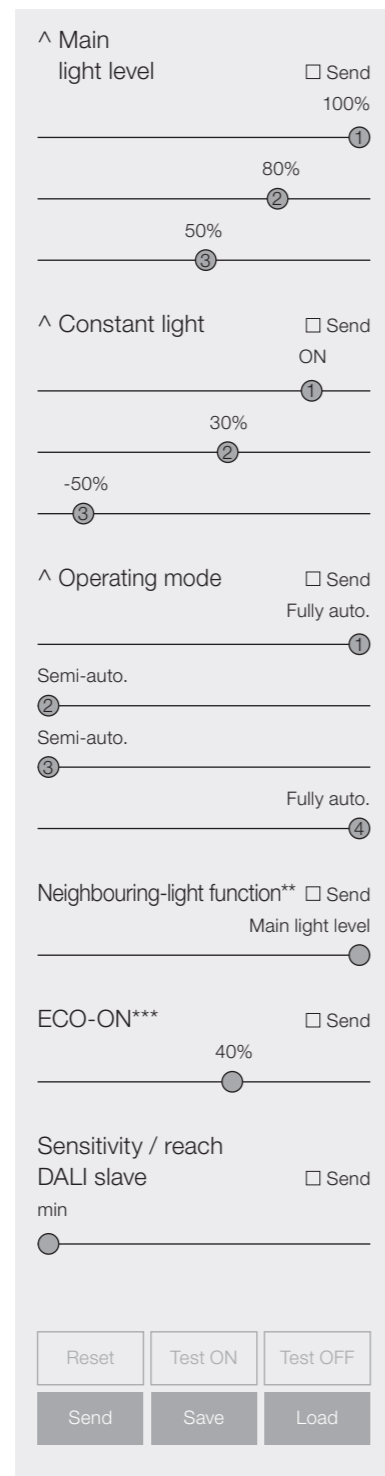 ^ Main
light level □ Send
100%
1
80%
2
50%
3
^ Constant light □ Send
ON
1
30%
2
-50%
3
^ Operating mode □ Send
Fully auto.
1
Semi-auto.
2
Semi-auto.
3
Fully auto.
4
Neighbouring-light function** □ Send
Main light level
ECO-ON*** □ Send
40%
Sensitivity / reach
DALI slave □ Send
min
Reset Test ON Test OFF
Send Save Load